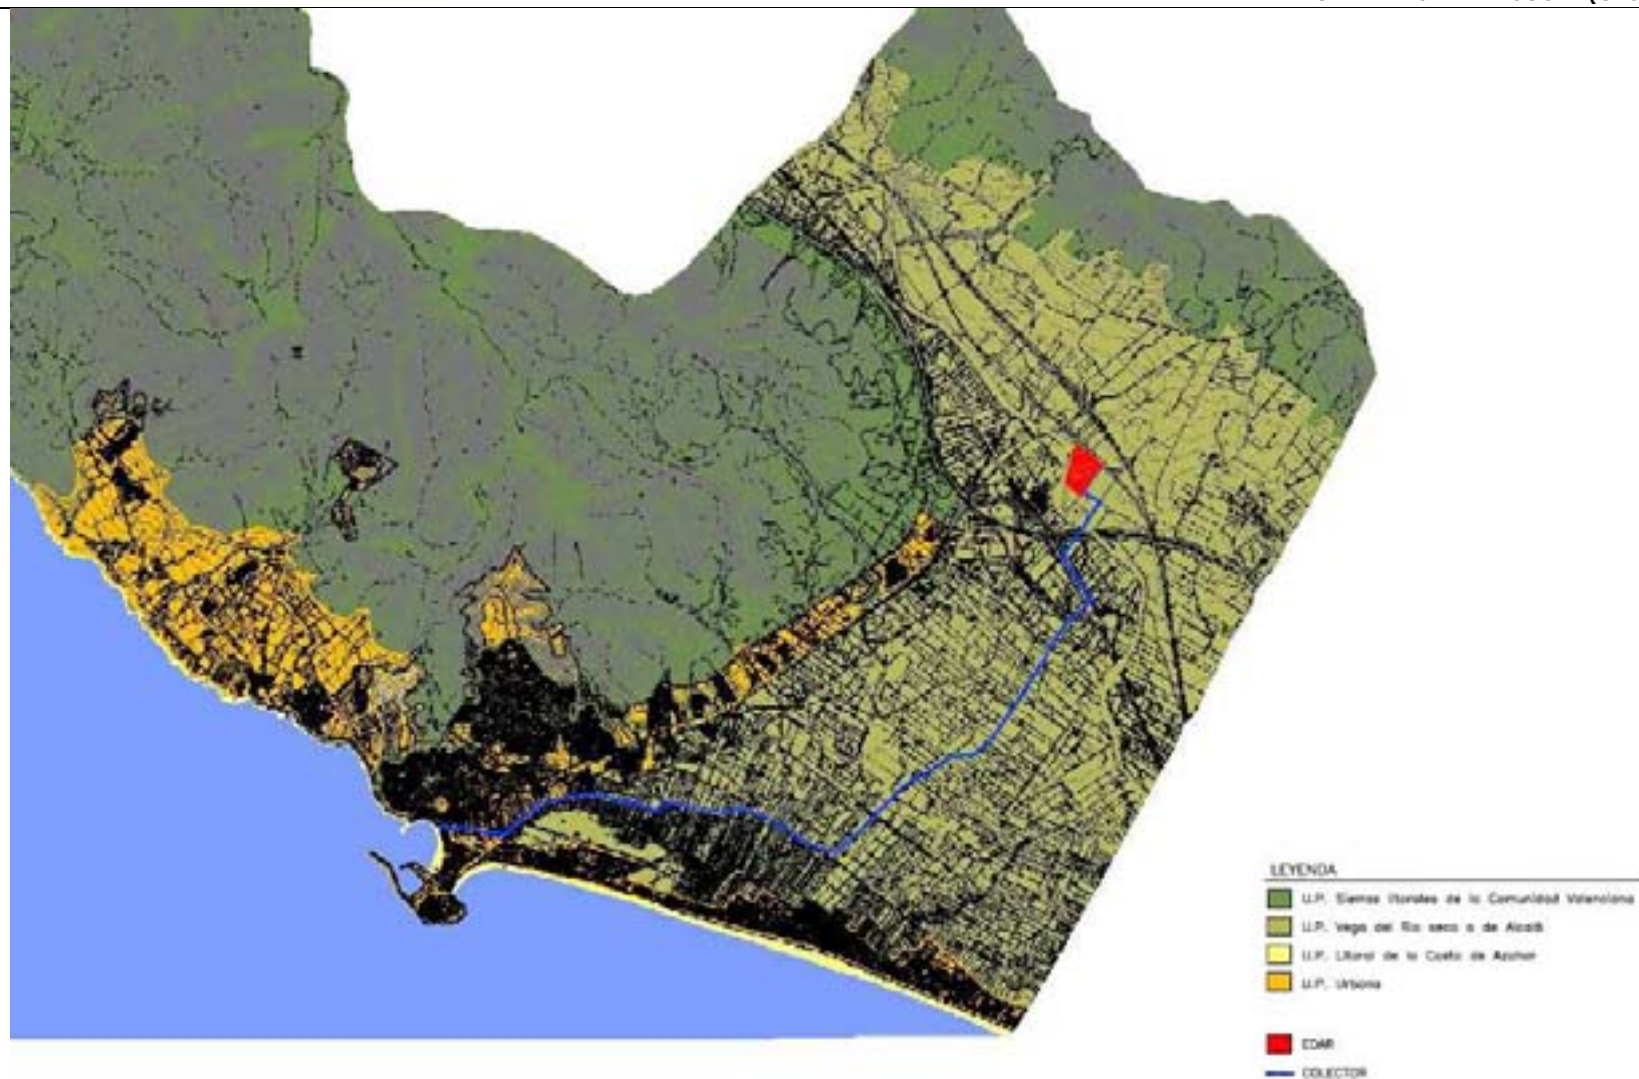 LEYENDA
U.P. Sierras litorales de la Comunidad Valenciana
U.P. Vega del Rio seco o de Alcalá
U.P. Litoral de la Costa de Azahar
U.P. Urbana
EDAR
COLECTOR